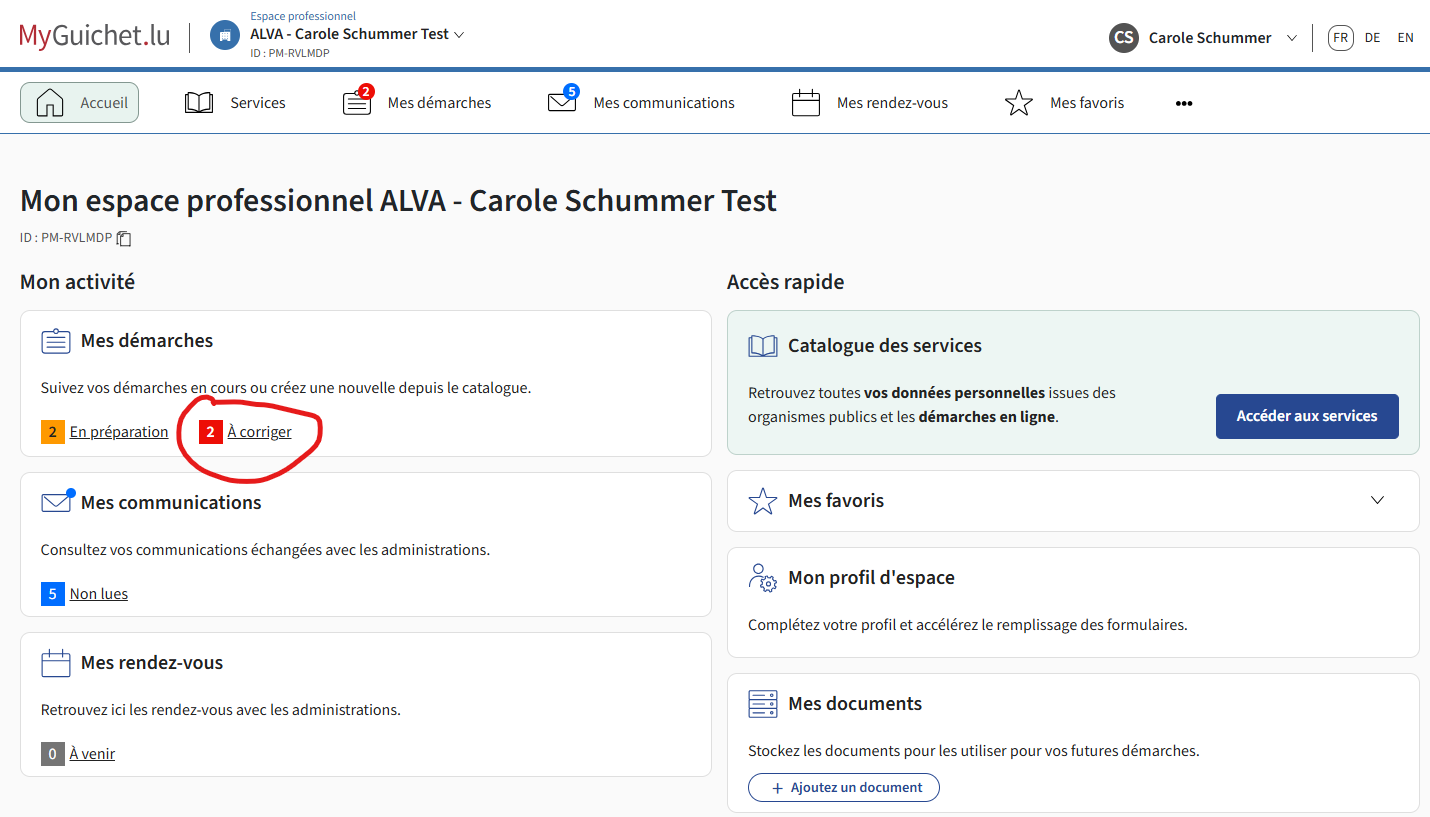 MyGuichet.lu
Espace professionnel
ALVA - Carole Schummer Test
ID : PM-RVLMDP
CS Carole Schummer
FR DE EN
Accueil
Services
2 Mes démarches
5 Mes communications
Mes rendez-vous
Mes favoris
•••
Mon espace professionnel ALVA - Carole Schummer Test
ID : PM-RVLMDP
Mon activité
Mes démarches
Suivez vos démarches en cours ou créez une nouvelle depuis le catalogue.
2 En préparation 2 À corriger
Mes communications
Consultez vos communications échangées avec les administrations.
5 Non lues
Mes rendez-vous
Retrouvez ici les rendez-vous avec les administrations.
0 À venir
Accès rapide
Catalogue des services
Retrouvez toutes vos données personnelles issues des
organismes publics et les démarches en ligne.
Accéder aux services
Mes favoris
Mon profil d'espace
Complétez votre profil et accélérez le remplissage des formulaires.
Mes documents
Stockez les documents pour les utiliser pour vos futures démarches.
+ Ajoutez un document